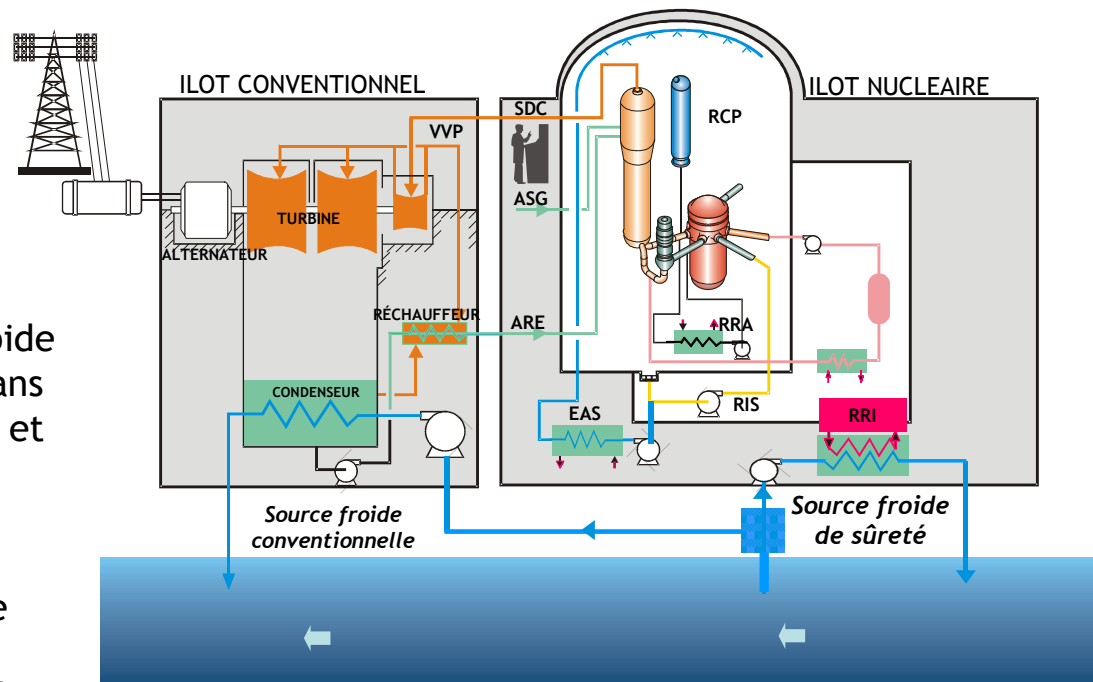 ILOT CONVENTIONNEL
ILOT NUCLEAIRE
SDC
VVP
RCP
ASG
TURBINE
ALTERNATEUR
RÉCHAUFFEUR
ARE
RRA
CONDENSEUR
EAS
RIS
RRI
Source froide
conventionnelle
Source froide
de sûreté
oide
ans
et
e